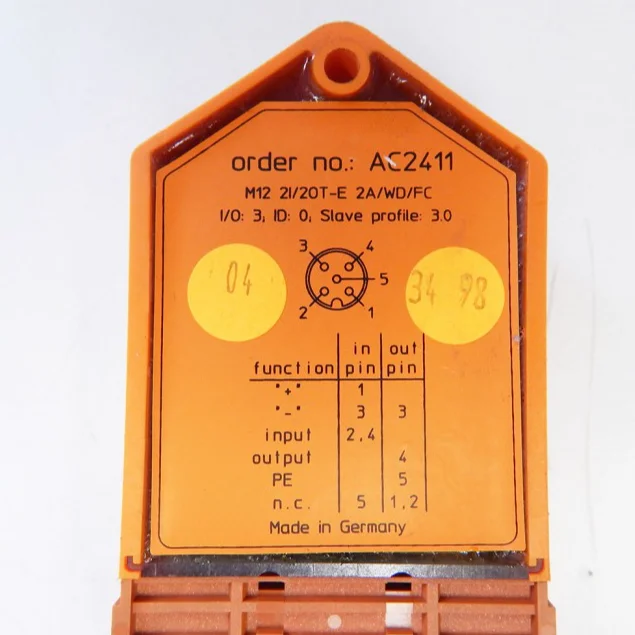 order no.: AC2411
M12 2I/2OT-E 2A/WD/FC
I/O: 3, ID: 0, Slave profile: 3.0
3 4
04 5 34 98
2 1
in out
function pin pin
"+" 1
"-" 3 3
input 2,4
output 4
PE 5
n.c. 5 1,2
Made in Germany